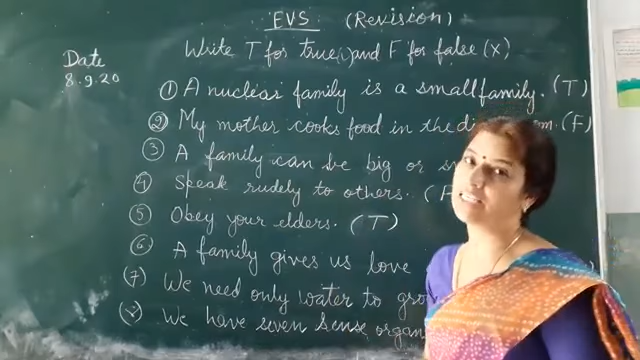 EVS (Revision)
Date
8.9.20
Write T for true(✓) and F for false (x)
① A nuclear family is a small family. (T)
② My mother cooks food in the (F)
③ A family can be big or
④ Speak rudely to others. (F
⑤ Obey your elders. (T)
⑥ A family gives us love
(7) We need only water to
(8) We have seven sense organ